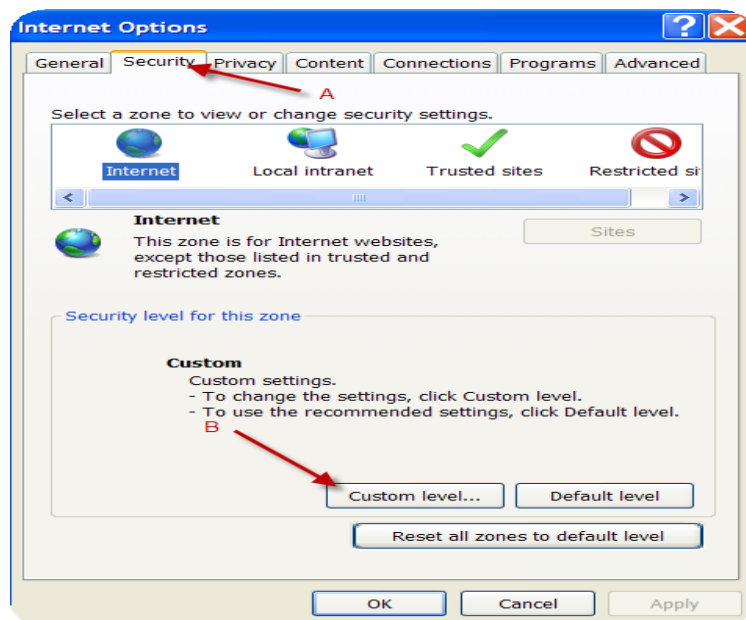 Internet Options
General Security Privacy Content Connections Programs Advanced
A
Select a zone to view or change security settings.
Internet Local intranet Trusted sites Restricted si
Internet
Sites
This zone is for Internet websites,
except those listed in trusted and
restricted zones.
Security level for this zone
Custom
Custom settings.
- To change the settings, click Custom level.
- To use the recommended settings, click Default level.
B
Custom level... Default level
Reset all zones to default level
OK Cancel Apply